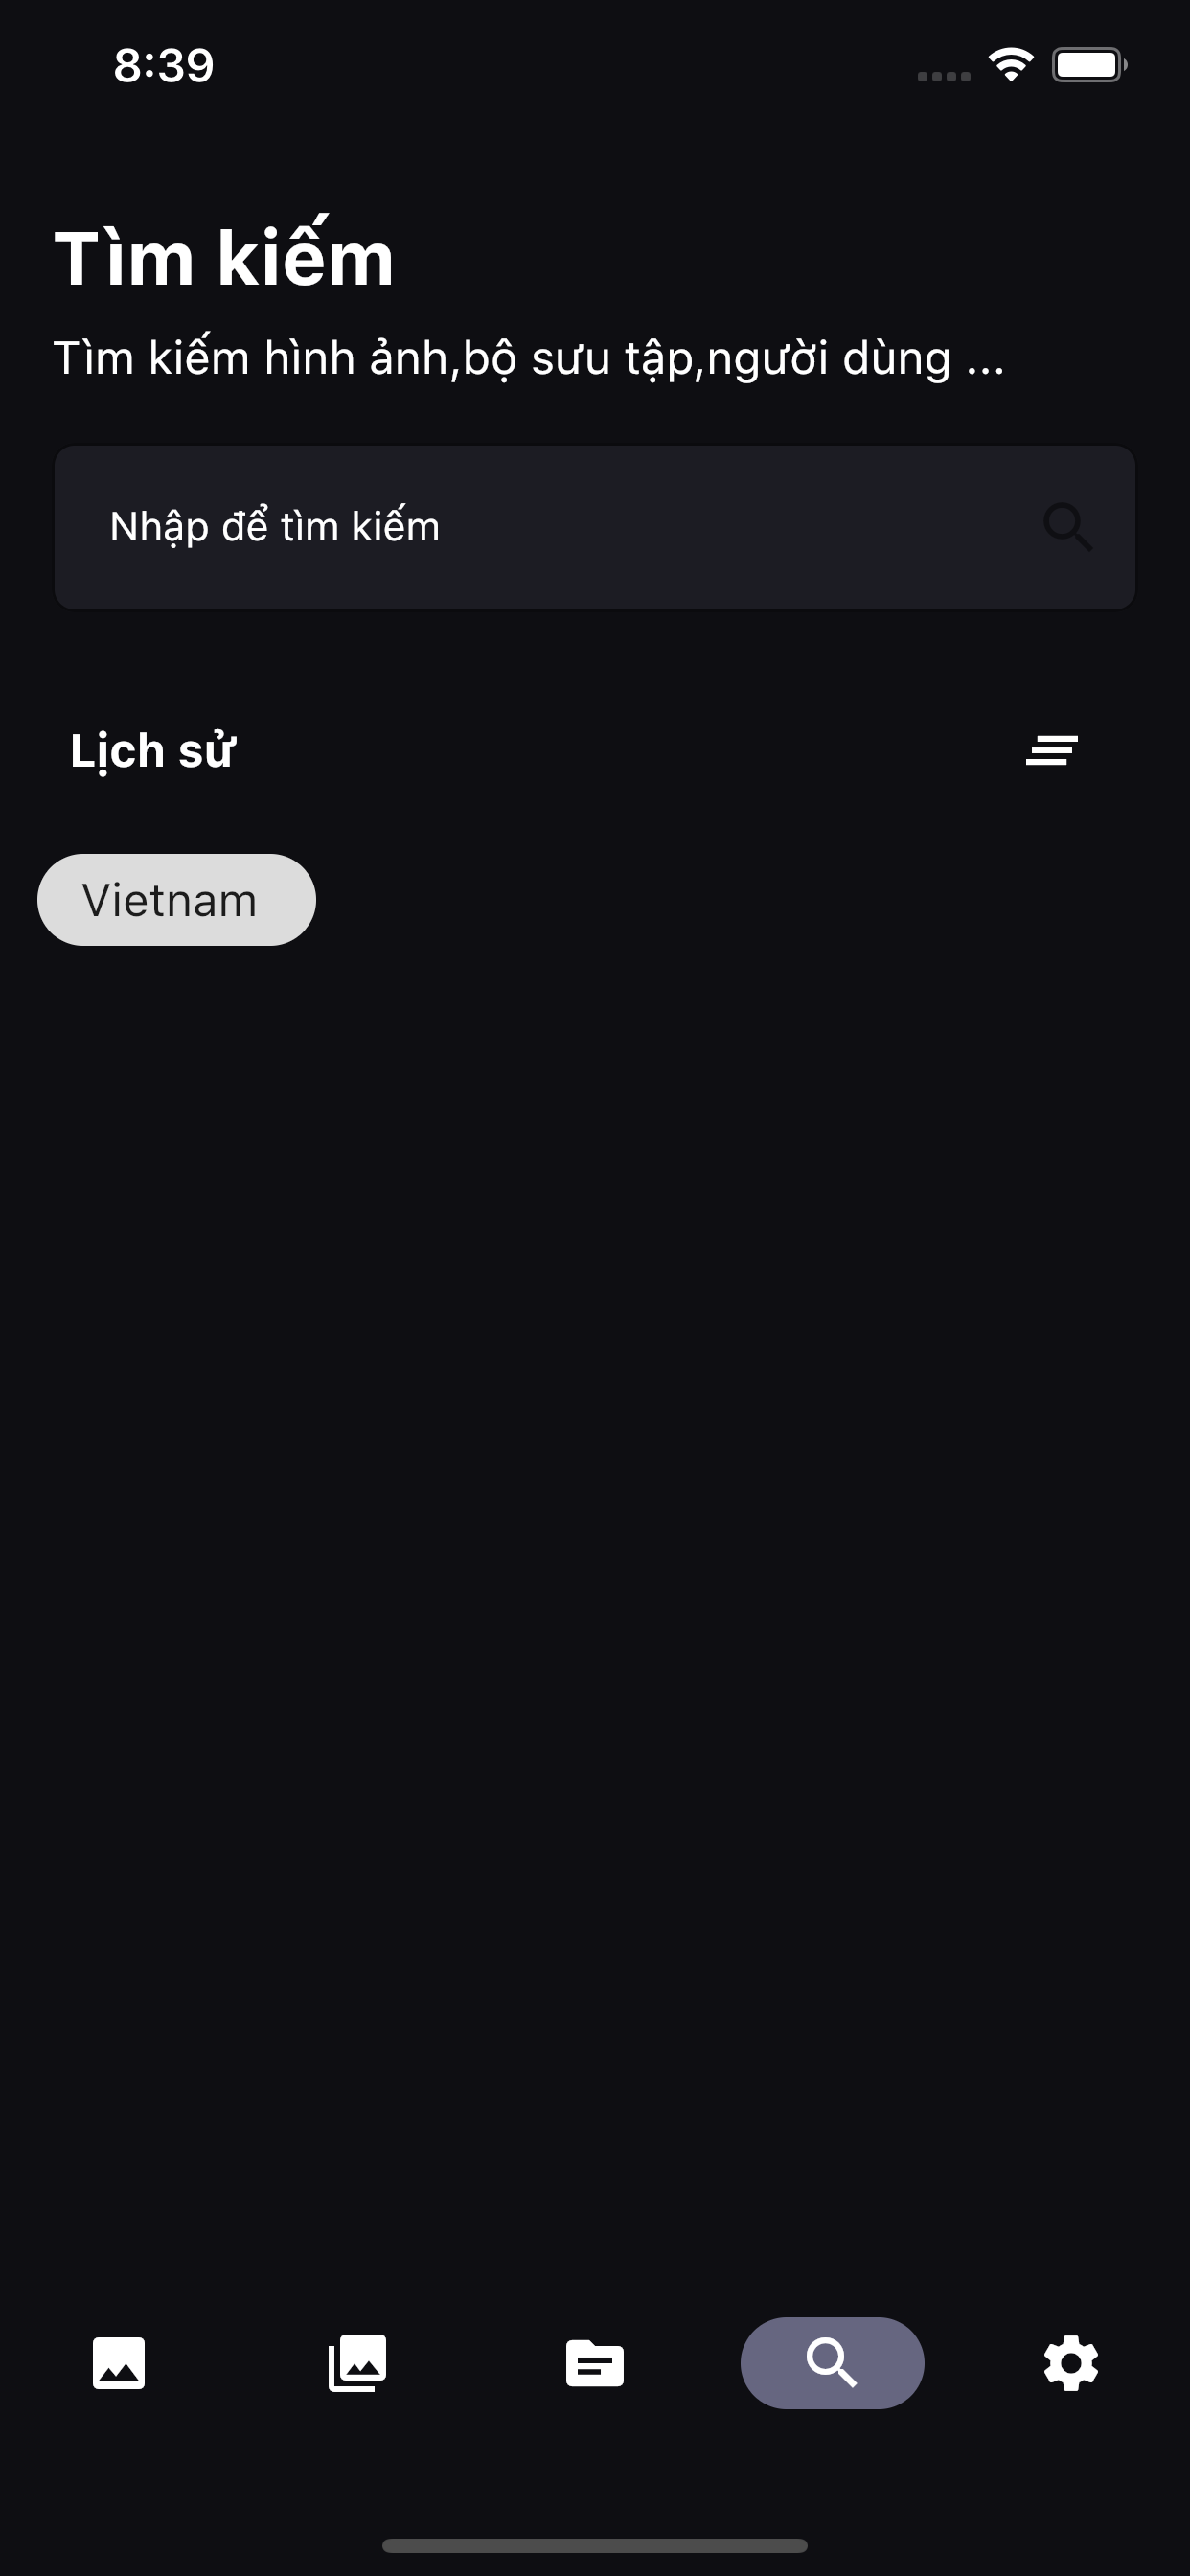 8:39
Tìm kiếm
Tìm kiếm hình ảnh,bộ sưu tập,người dùng ...
Nhập để tìm kiếm
Lịch sử
Vietnam